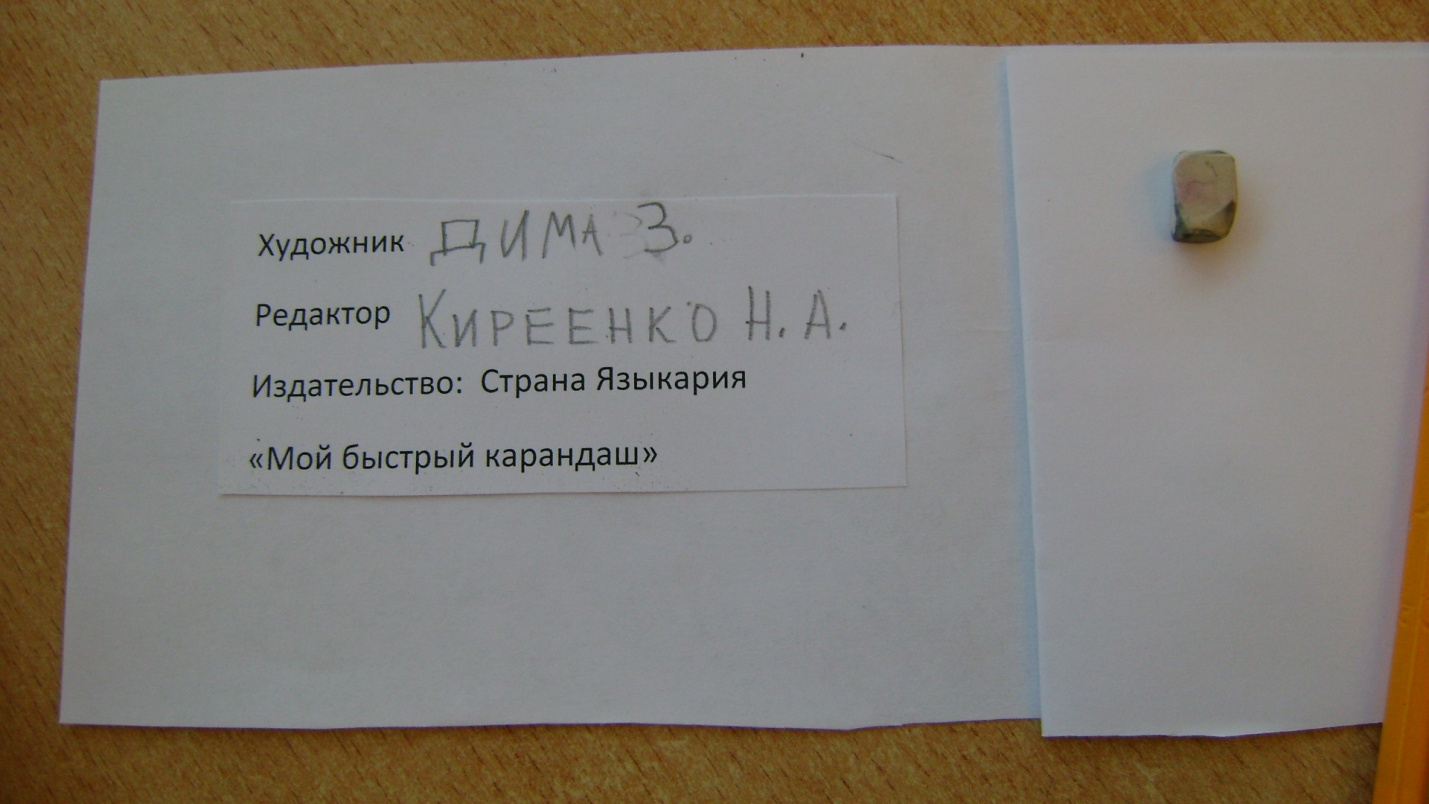 Художник ДИМА З.
Редактор КИРЕЕНКО Н. А.
Издательство: Страна Языкария
«Мой быстрый карандаш»